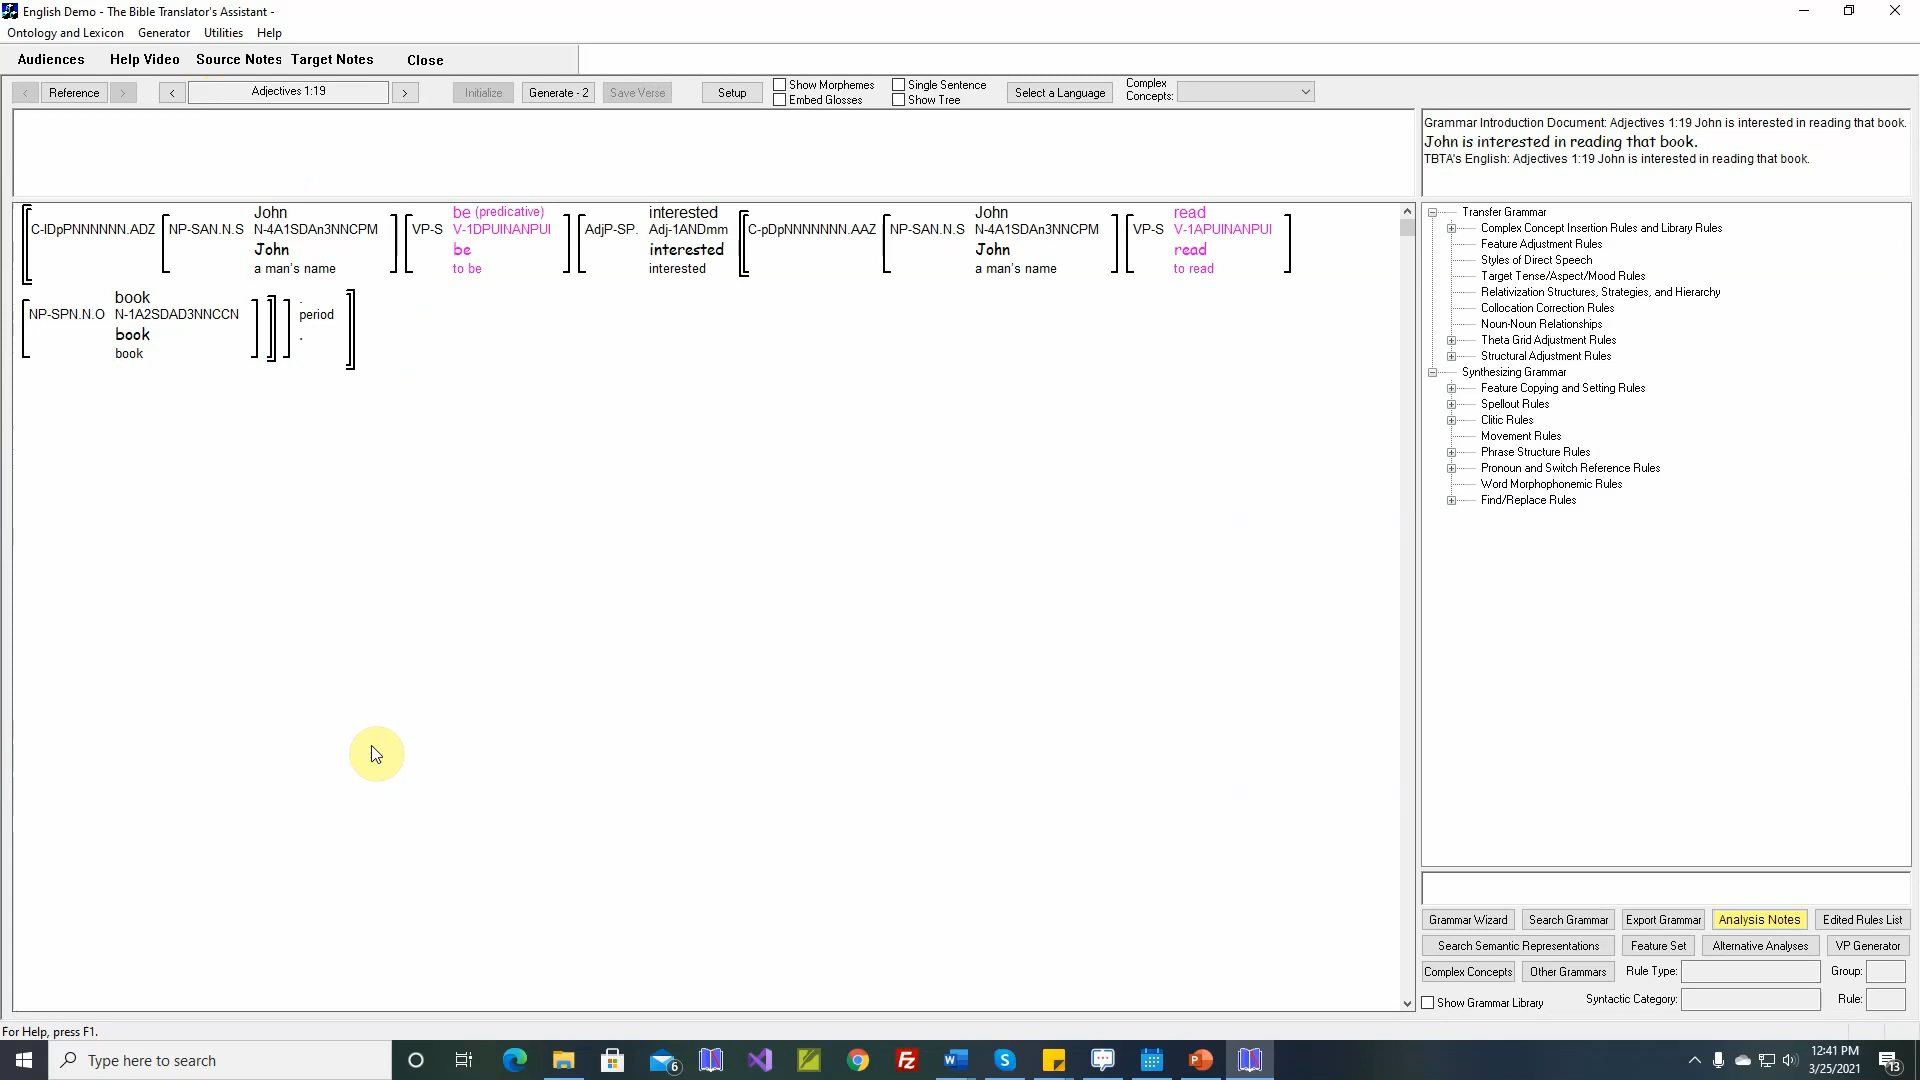 English Demo - The Bible Translator's Assistant -
Ontology and Lexicon Generator Utilities Help
Audiences Help Video Source Notes Target Notes Close
< Reference > < Adjectives 1:19 > Initialize Generate - 2 Save Verse Setup Show Morphemes Single Sentence Select a Language Complex
Embed Glosses Show Tree Concepts:
Grammar Introduction Document: Adjectives 1:19 John is interested in reading that book.
John is interested in reading that book.
TBTA's English: Adjectives 1:19 John is interested in reading that book.
John be (predicative) interested John read
C-IDpPNNNNNN.ADZ NP-SAN.N.S N-4A1SDAn3NNCPM VP-S V-1DPUINANPUI AdjP-SP. Adj-1ANDmm C-pDpNNNNNNN.AAZ NP-SAN.N.S N-4A1SDAn3NNCPM VP-S V-1APUINANPUI
John be interested John read
a man's name to be interested a man's name to read
book .
NP-SPN.N.O N-1A2SDAD3NNCCN period
book .
book
Transfer Grammar
Complex Concept Insertion Rules and Library Rules
Feature Adjustment Rules
Styles of Direct Speech
Target Tense/Aspect/Mood Rules
Relativization Structures, Strategies, and Hierarchy
Collocation Correction Rules
Noun-Noun Relationships
Theta Grid Adjustment Rules
Structural Adjustment Rules
Synthesizing Grammar
Feature Copying and Setting Rules
Spellout Rules
Clitic Rules
Movement Rules
Phrase Structure Rules
Pronoun and Switch Reference Rules
Word Morphophonemic Rules
Find/Replace Rules
Grammar Wizard Search Grammar Export Grammar Analysis Notes Edited Rules List
Search Semantic Representations Feature Set Alternative Analyses VP Generator
Complex Concepts Other Grammars Rule Type: Group:
Show Grammar Library Syntactic Category: Rule:
For Help, press F1.
Type here to search
6
12:41 PM
3/25/2021
13